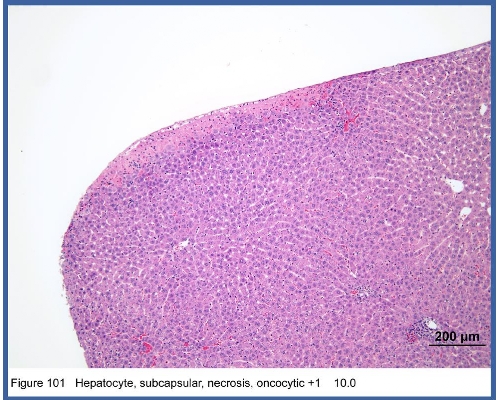 200 µm
Figure 101 Hepatocyte, subcapsular, necrosis, oncocytic +1 10.0